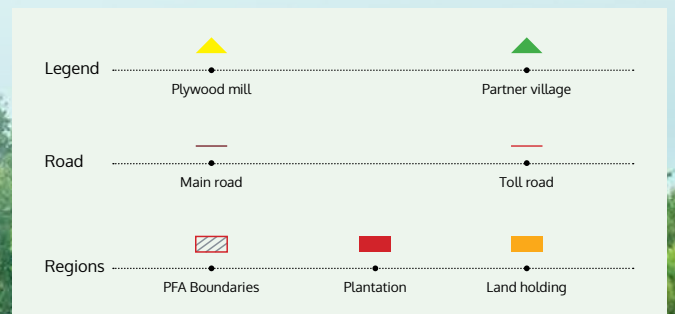 Legend
Plywood mill
Partner village
Road
Main road
Toll road
Regions
PFA Boundaries
Plantation
Land holding